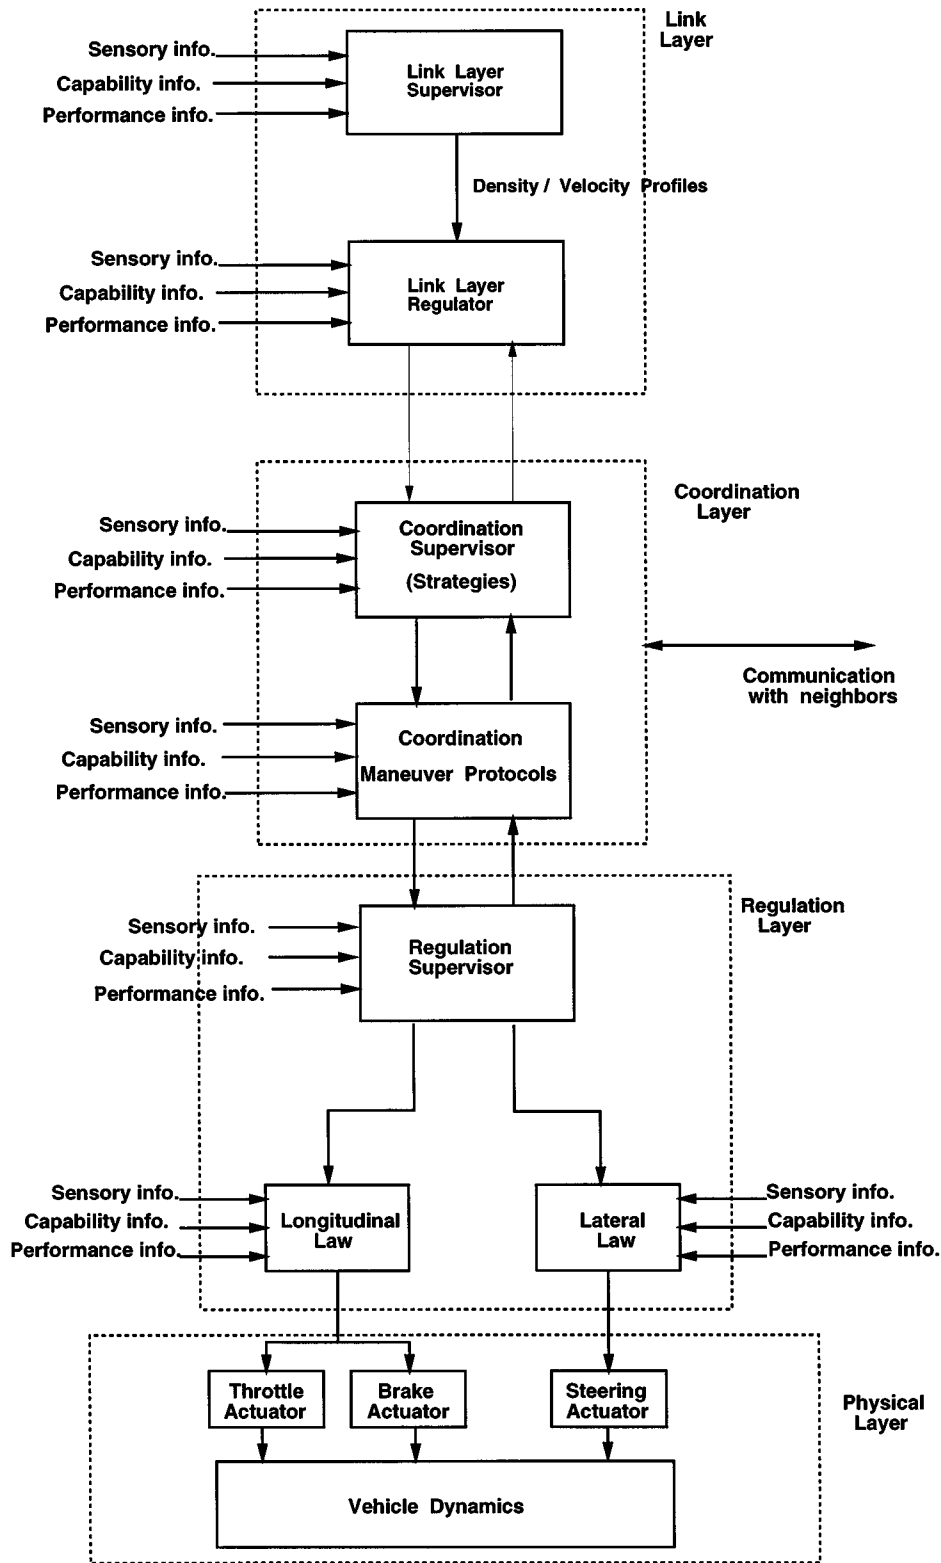 Link
Layer
Sensory info.
Capability info.
Performance info.
Link Layer
Supervisor
Density / Velocity Profiles
Sensory info.
Capability info.
Performance info.
Link Layer
Regulator
Coordination
Layer
Sensory info.
Capability info.
Performance info.
Coordination
Supervisor
(Strategies)
Communication
with neighbors
Sensory info.
Capability info.
Performance info.
Coordination
Maneuver Protocols
Regulation
Layer
Sensory info.
Capability info.
Performance info.
Regulation
Supervisor
Sensory info.
Capability info.
Performance info.
Longitudinal
Law
Lateral
Law
Sensory info.
Capability info.
Performance info.
Throttle
Actuator
Brake
Actuator
Steering
Actuator
Physical
Layer
Vehicle Dynamics